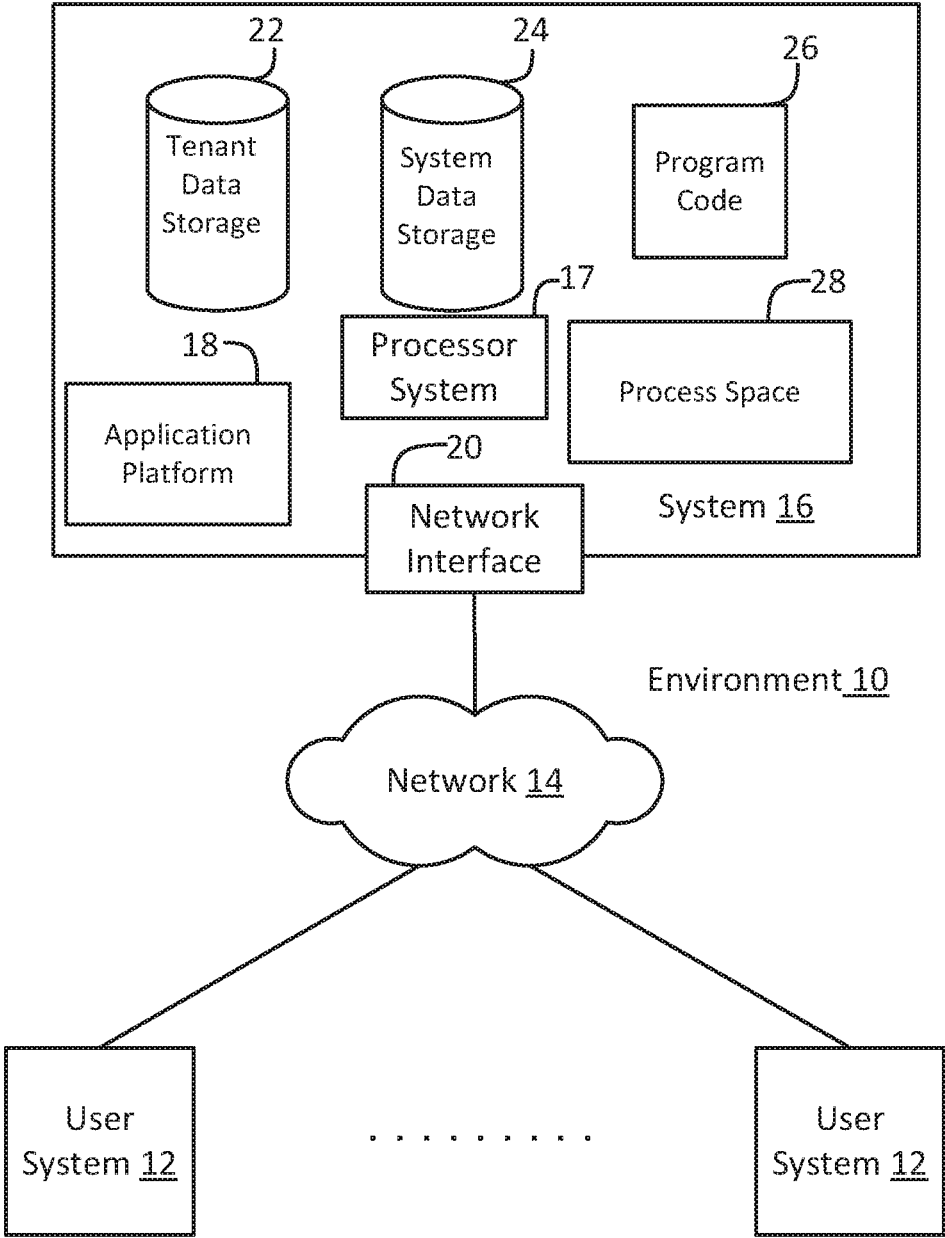 22
24
26
Tenant
Data
Storage
System
Data
Storage
Program
Code
17
28
18
Processor
System
Process Space
Application
Platform
20
Network
Interface
System 16
Environment 10
Network 14
User
System 12
. . . . . . . . .
User
System 12